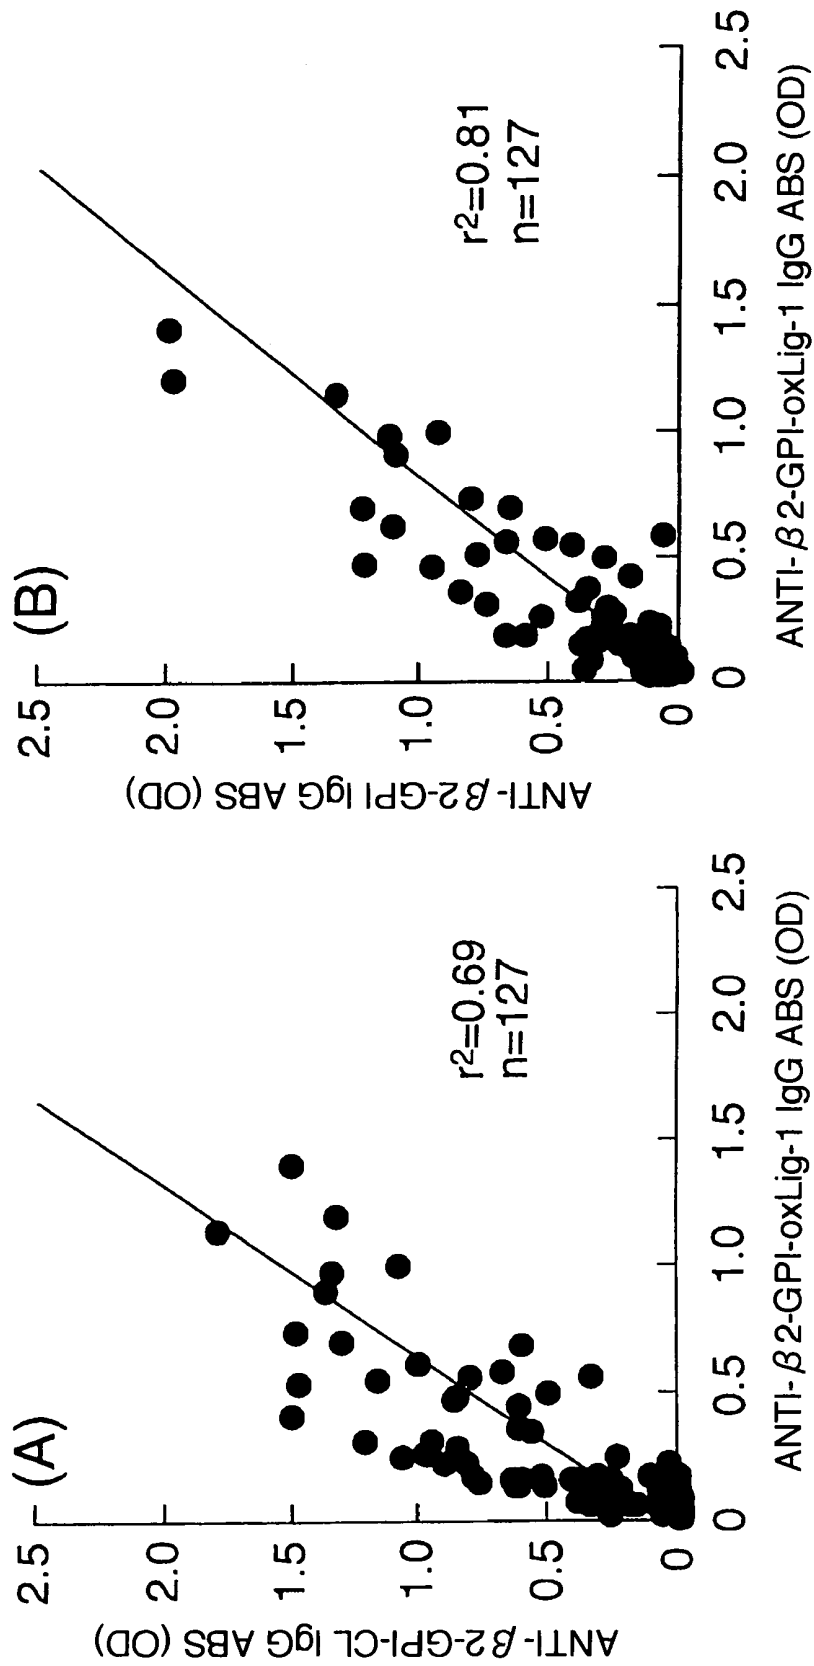 (A)
ANTI-β2-GPI-CL IgG ABS (OD)
2.5
2.0
1.5
1.0
0.5
0
r²=0.69
n=127
0 0.5 1.0 1.5 2.0 2.5
ANTI-β2-GPI-oxLig-1 IgG ABS (OD)
(B)
ANTI-β2-GPI IgG ABS (OD)
2.5
2.0
1.5
1.0
0.5
0
r²=0.81
n=127
0 0.5 1.0 1.5 2.0 2.5
ANTI-β2-GPI-oxLig-1 IgG ABS (OD)